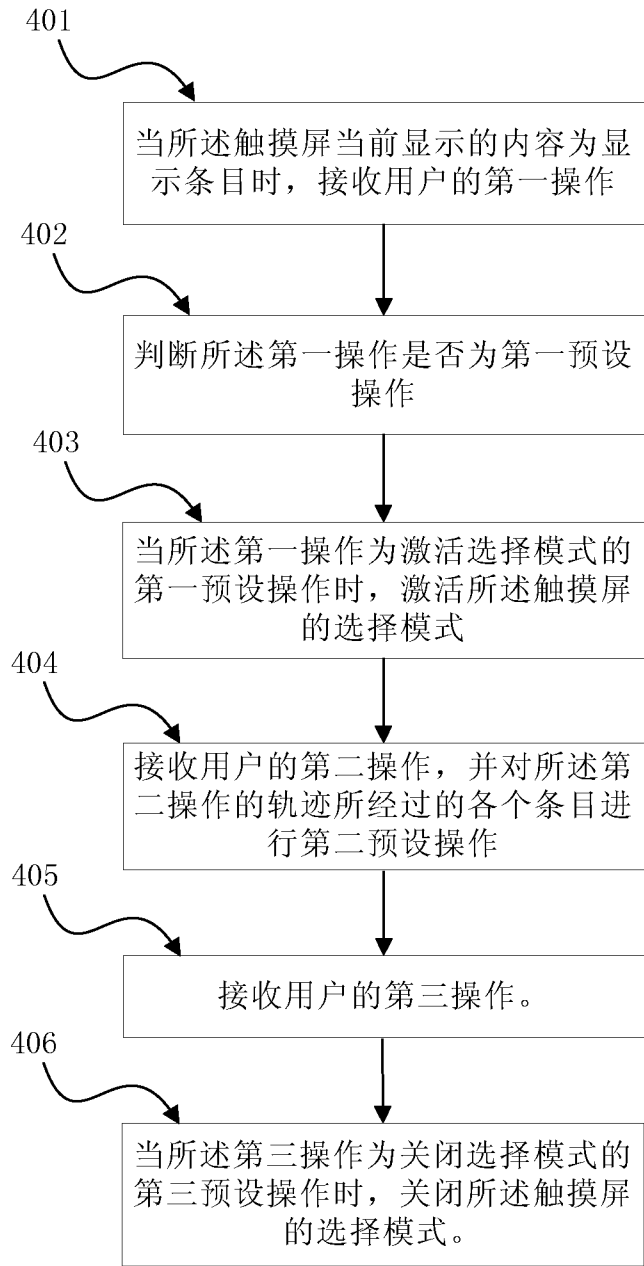 401
当所述触摸屏当前显示的内容为显
示条目时，接收用户的第一操作
402
判断所述第一操作是否为第一预设
操作
403
当所述第一操作为激活选择模式的
第一预设操作时，激活所述触摸屏
的选择模式
404
接收用户的第二操作，并对所述第
二操作的轨迹所经过的各个条目进
行第二预设操作
405
接收用户的第三操作。
406
当所述第三操作为关闭选择模式的
第三预设操作时，关闭所述触摸屏
的选择模式。